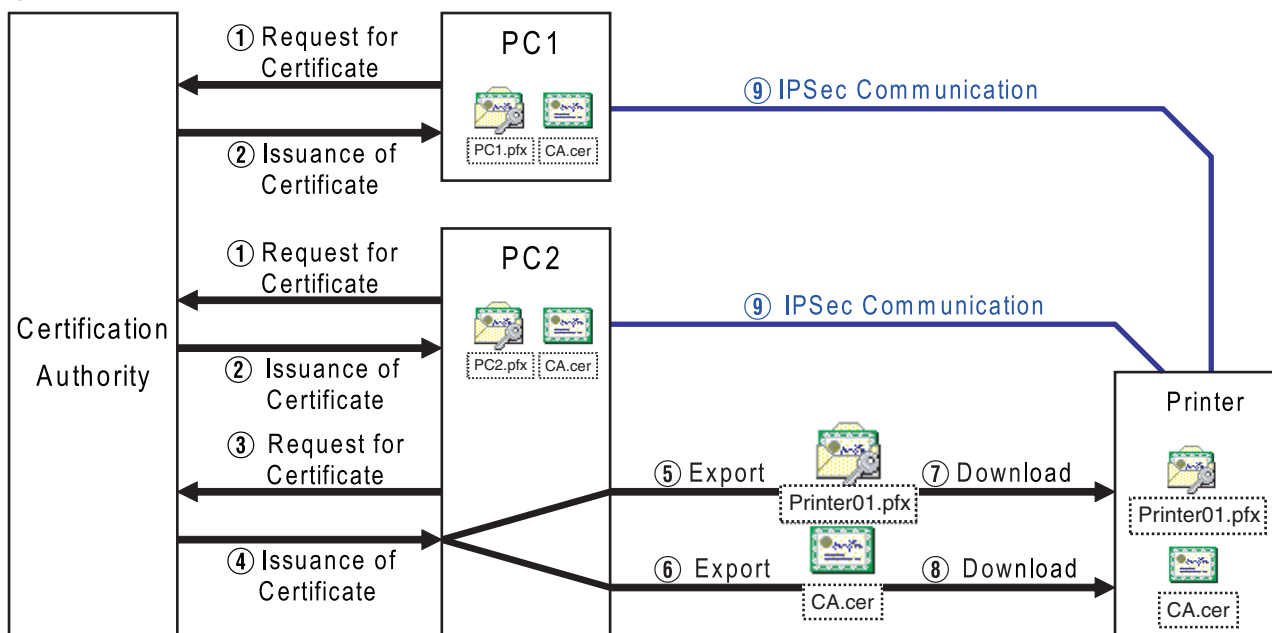 ① Request for
Certificate
PC1
⑨ IPSec Communication
PC1.pfx
CA.cer
② Issuance of
Certificate
① Request for
Certificate
PC2
⑨ IPSec Communication
PC2.pfx
CA.cer
Certification
Authority
② Issuance of
Certificate
Printer
③ Request for
Certificate
⑤ Export
Printer01.pfx
⑦ Download
Printer01.pfx
④ Issuance of
Certificate
⑥ Export
CA.cer
⑧ Download
CA.cer